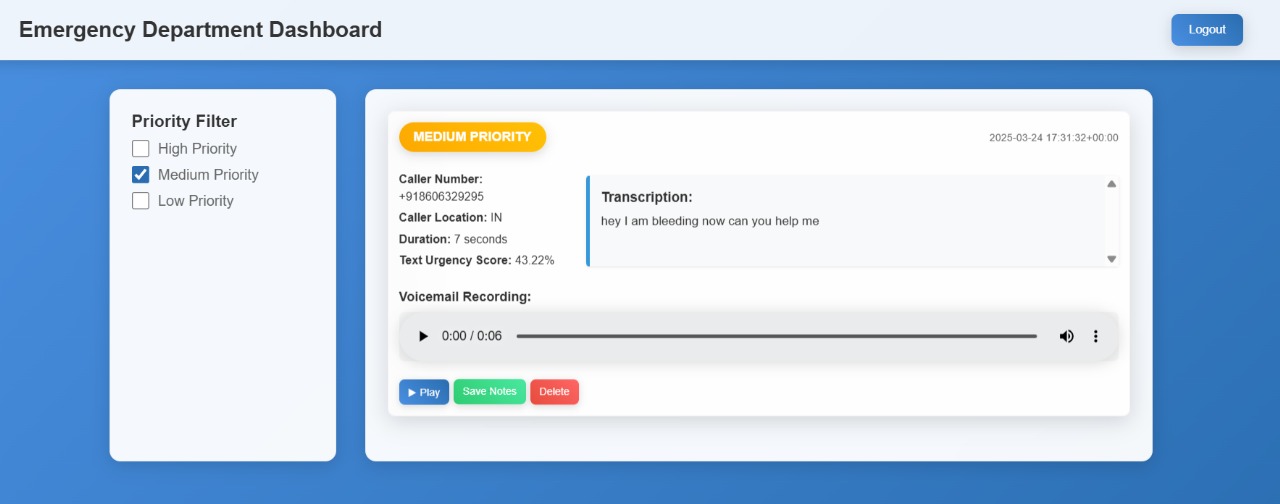 Emergency Department Dashboard
Logout
Priority Filter
High Priority
Medium Priority
Low Priority
MEDIUM PRIORITY
2025-03-24 17:31:32+00:00
Caller Number:
+918606329295
Caller Location: IN
Duration: 7 seconds
Text Urgency Score: 43.22%
Transcription:
hey I am bleeding now can you help me
Voicemail Recording:
0:00 / 0:06
▶ Play
Save Notes
Delete